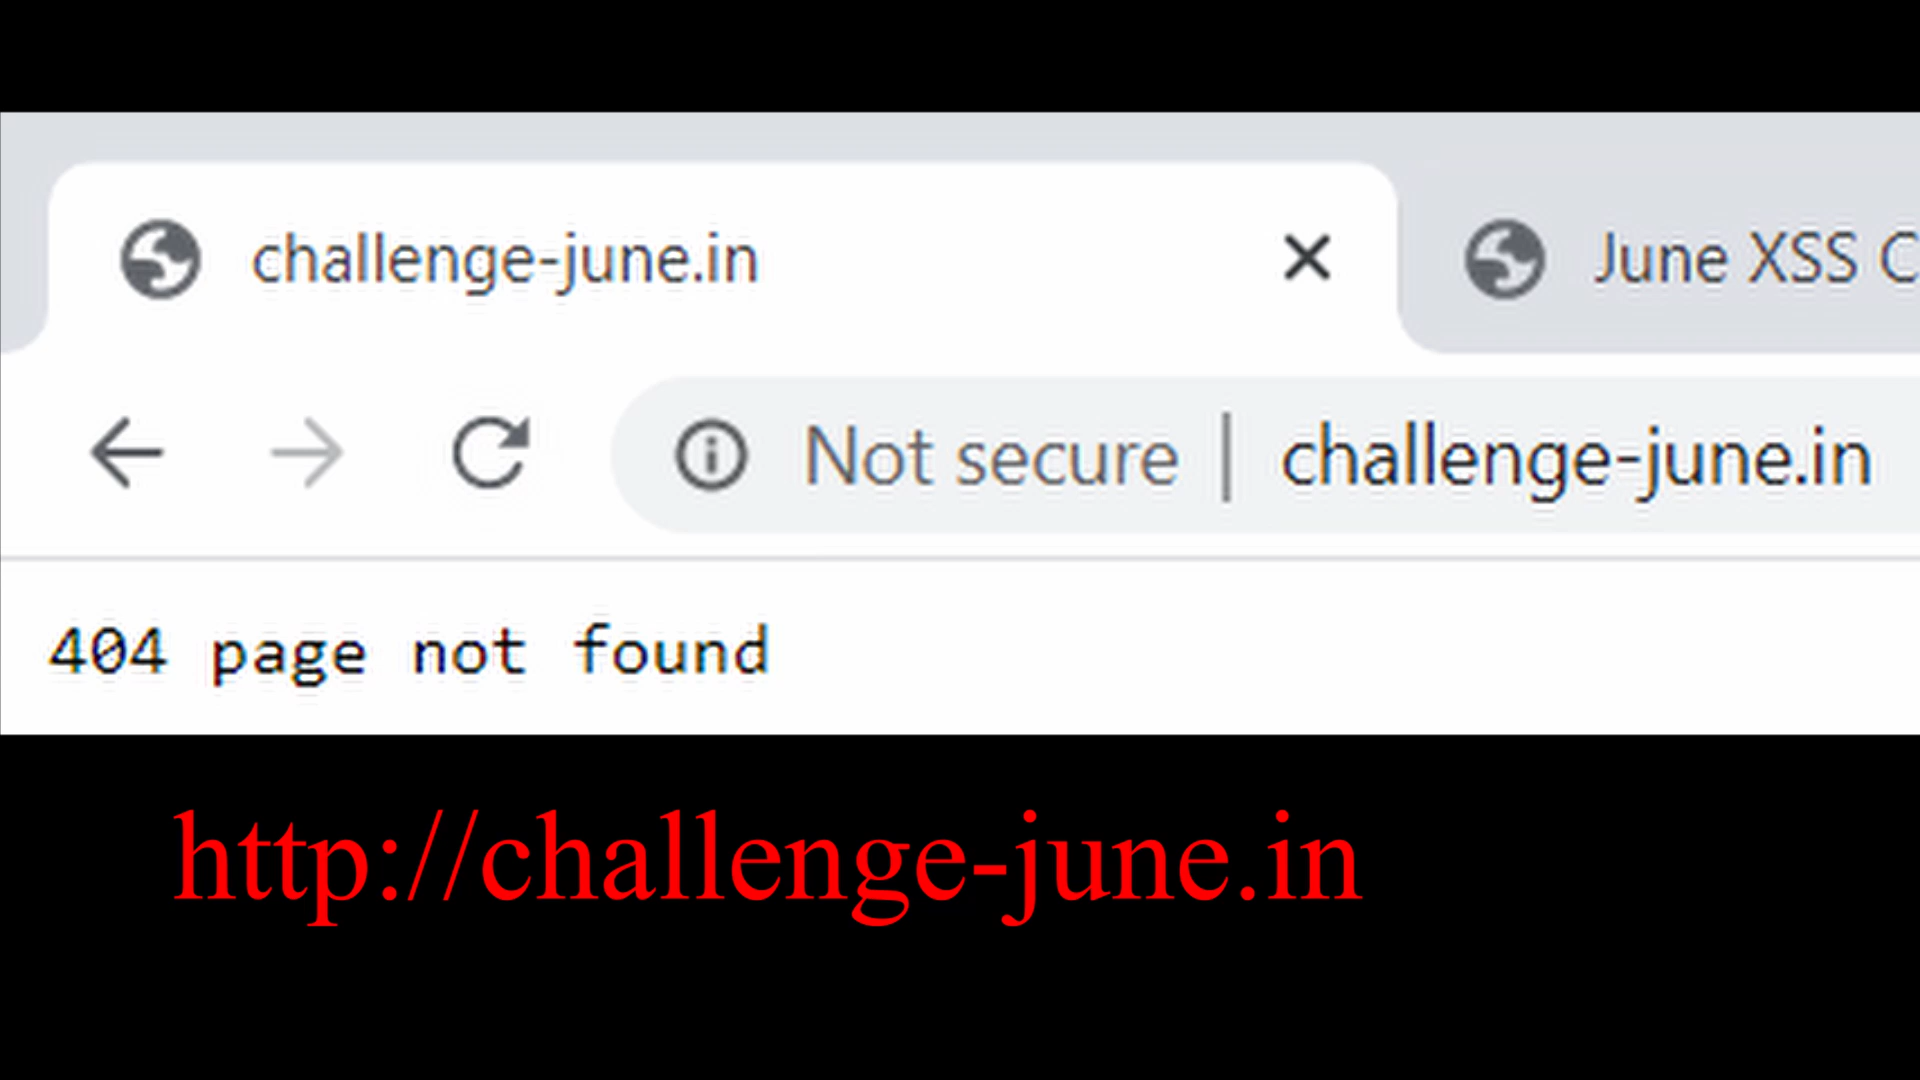 challenge-june.in
June XSS C
Not secure | challenge-june.in
404 page not found
http://challenge-june.in